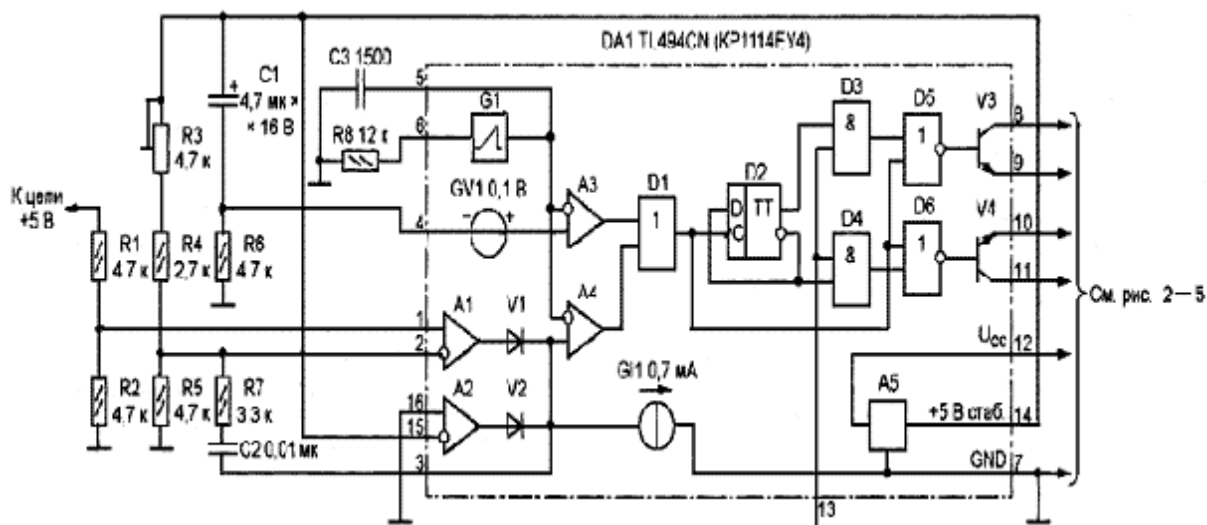 DA1 TL494CN (КР1114ЕУ4)
C3 1500
5
C1
4,7 мк ×
× 16 В
R3
4,7 к
R8 12 к
6
G1
D3
&
D5
1
V3
8
9
К цепи
+5 В
GV1 0,1 В
4
A3
D1
1
D2
D
C
TT
D4
&
D6
1
V4
10
11
R1
4,7 к
R4
2,7 к
R6
4,7 к
См. рис. 2—5
A1
V1
A4
1
2
Ucc
12
R2
4,7 к
R5
4,7 к
R7
3,3 к
A2
V2
16
15
GI1 0,7 мА
A5
+5 В стаб.
14
C2 0,01 мк
3
GND
7
13